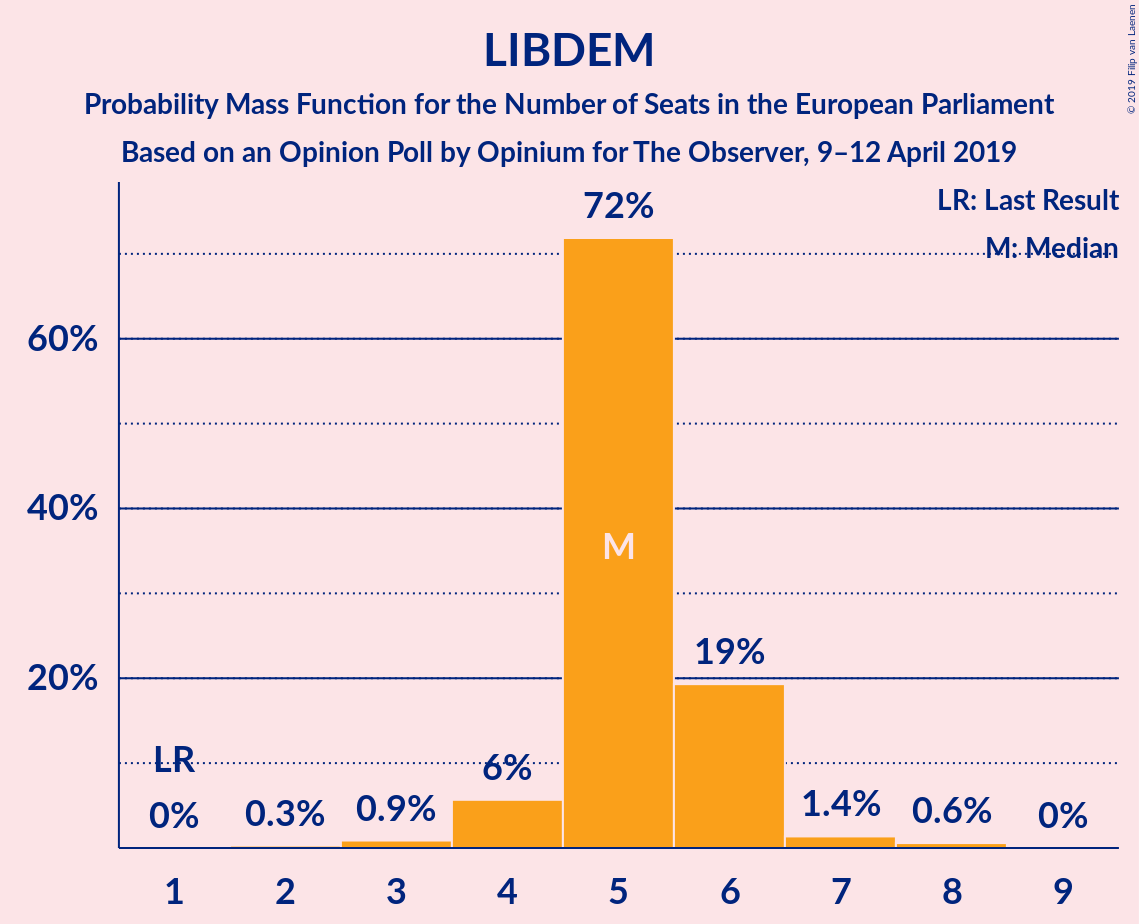 LIBDEM
Probability Mass Function for the Number of Seats in the European Parliament
Based on an Opinion Poll by Opinium for The Observer, 9–12 April 2019
© 2019 Filip van Laenen
LR: Last Result
M: Median
72%
60%
40%
M
19%
20%
LR
6%
0%
0.3%
0.9%
1.4%
0.6%
0%
1 2 3 4 5 6 7 8 9